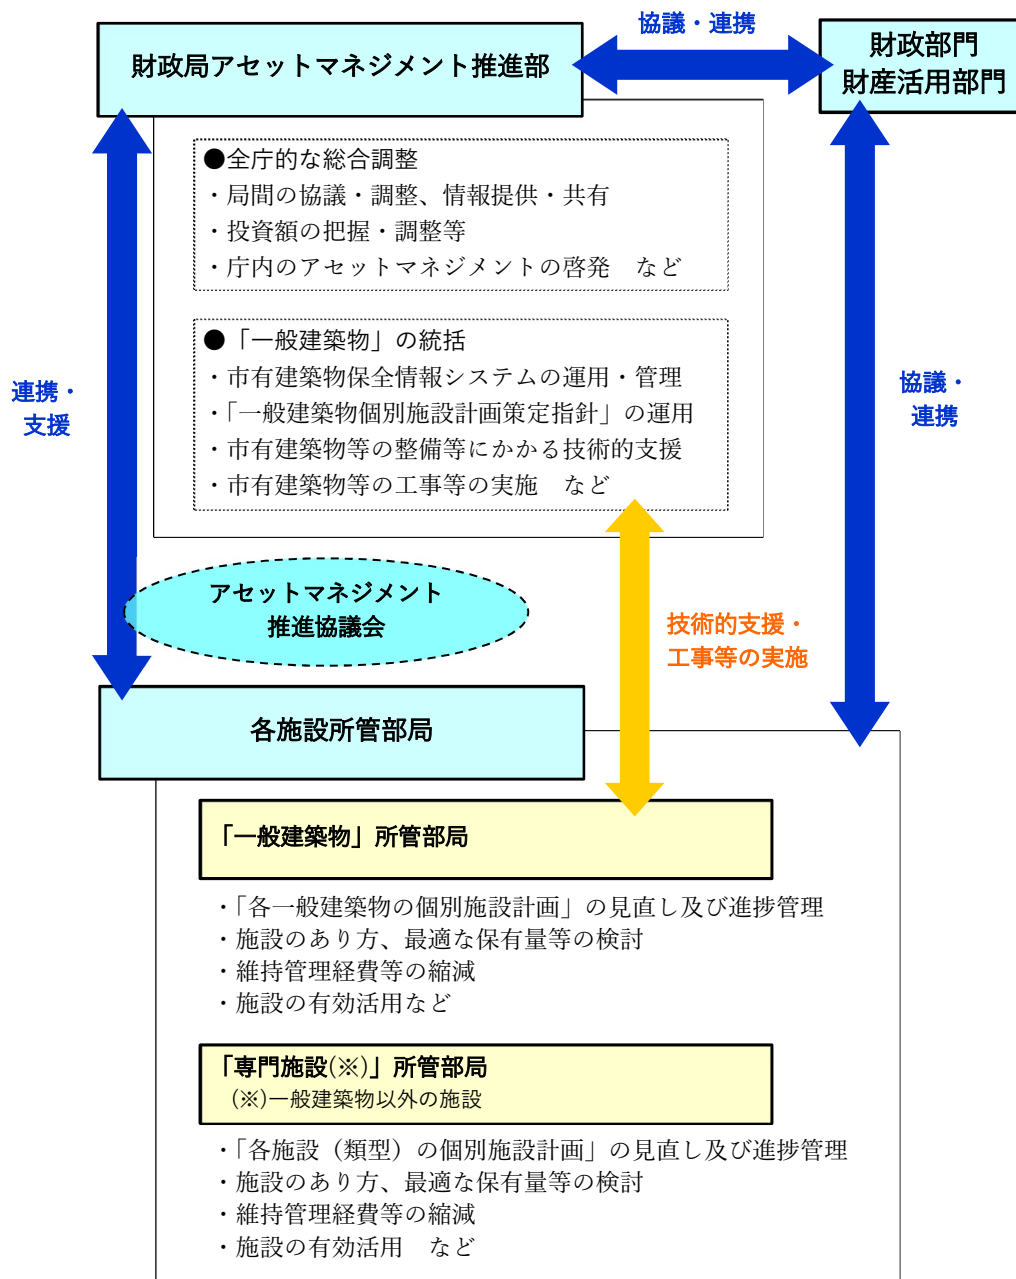 協議・連携
財政局アセットマネジメント推進部
財政部門
財産活用部門
●全庁的な総合調整
・局間の協議・調整、情報提供・共有
・投資額の把握・調整等
・庁内のアセットマネジメントの啓発　など
●「一般建築物」の統括
・市有建築物保全情報システムの運用・管理
・「一般建築物個別施設計画策定指針」の運用
・市有建築物等の整備等にかかる技術的支援
・市有建築物等の工事等の実施　など
連携・
支援
協議・
連携
アセットマネジメント
推進協議会
技術的支援・
工事等の実施
各施設所管部局
「一般建築物」所管部局
・「各一般建築物の個別施設計画」の見直し及び進捗管理
・施設のあり方、最適な保有量等の検討
・維持管理経費等の縮減
・施設の有効活用など
「専門施設(※)」所管部局
(※)一般建築物以外の施設
・「各施設（類型）の個別施設計画」の見直し及び進捗管理
・施設のあり方、最適な保有量等の検討
・維持管理経費等の縮減
・施設の有効活用　など